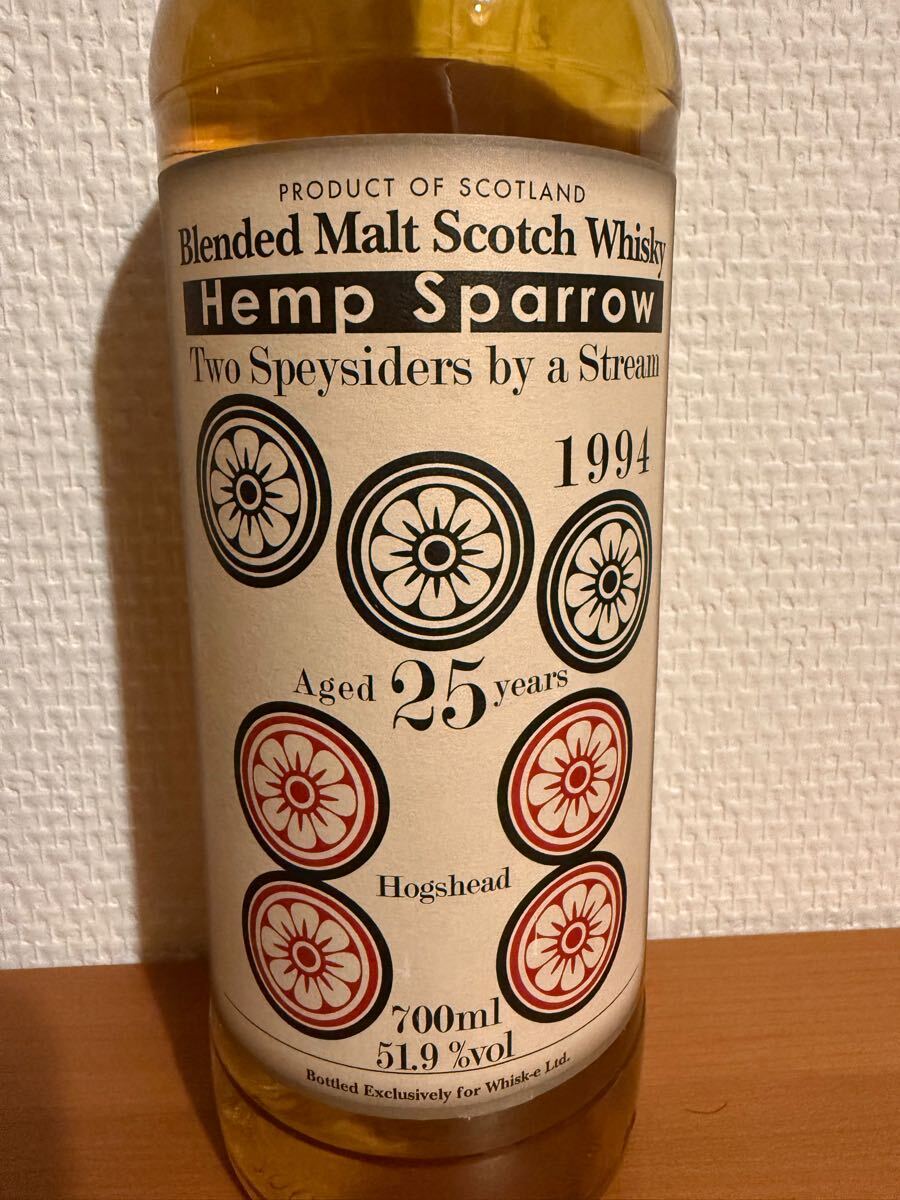 PRODUCT OF SCOTLAND
Blended Malt Scotch Whisky
Hemp Sparrow
Two Speysiders by a Stream
1994
Aged 25 years
Hogshead
700ml
51.9 %vol
Bottled Exclusively for Whisk-e Ltd.